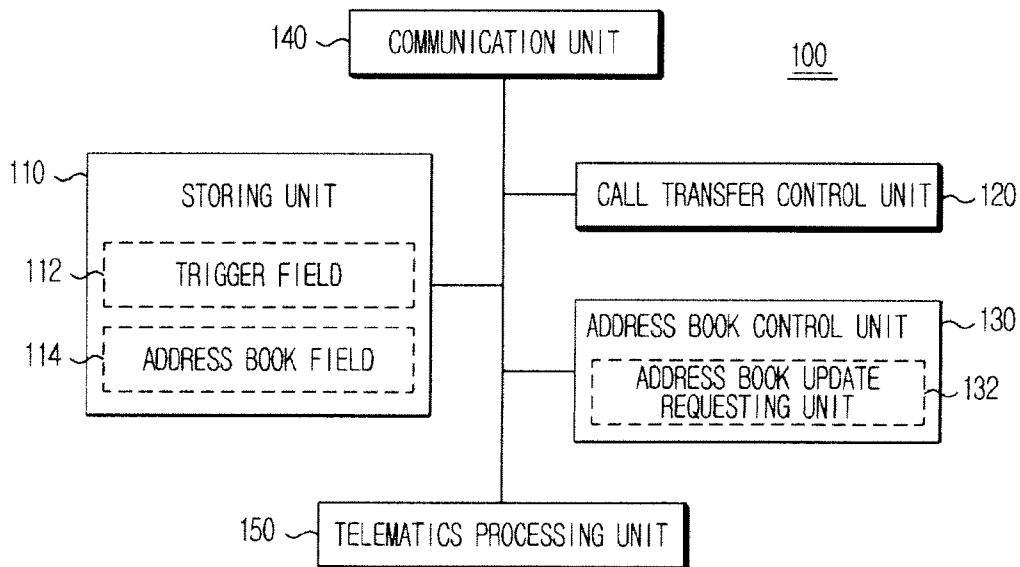 140
COMMUNICATION UNIT
100
110
STORING UNIT
112
TRIGGER FIELD
114
ADDRESS BOOK FIELD
CALL TRANSFER CONTROL UNIT
120
ADDRESS BOOK CONTROL UNIT
130
ADDRESS BOOK UPDATE
REQUESTING UNIT
132
150
TELEMATICS PROCESSING UNIT